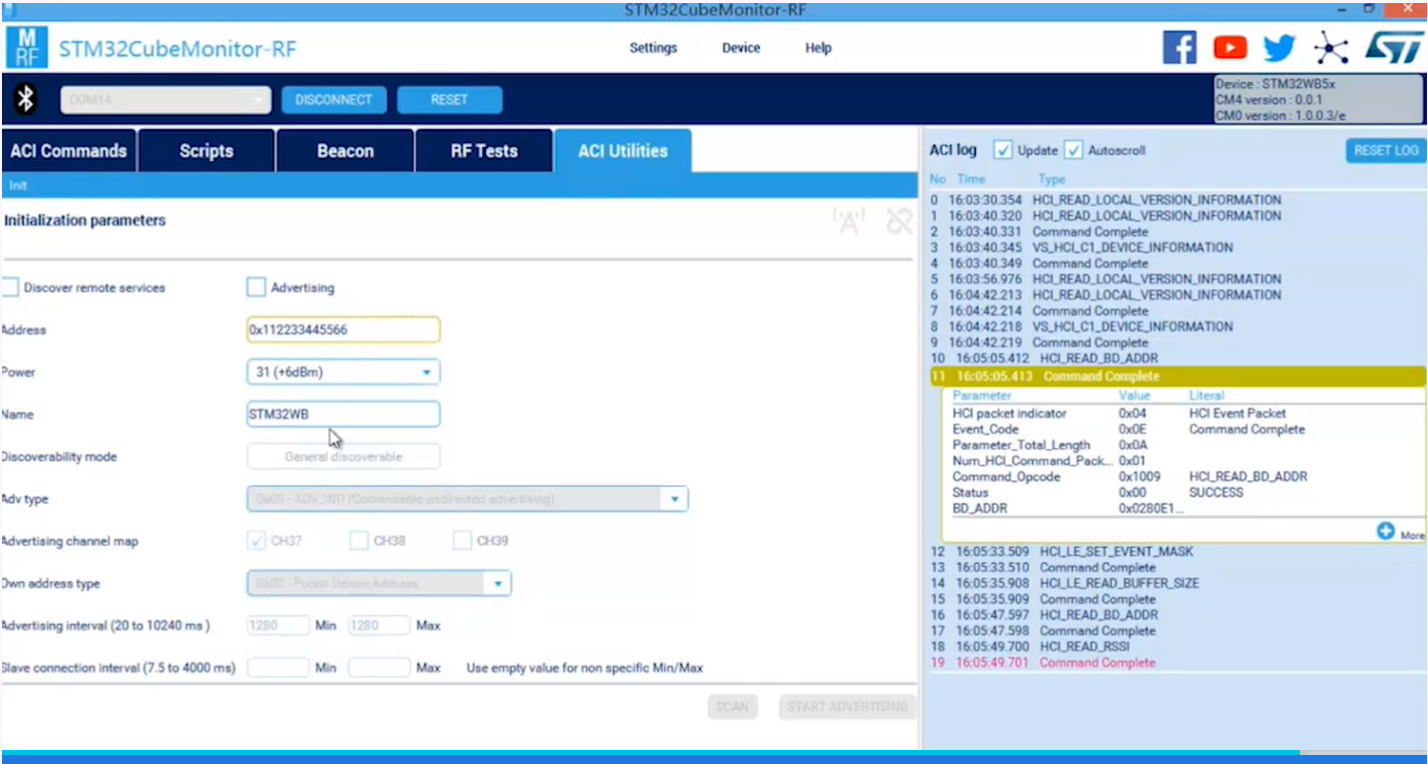 STM32CubeMonitor-RF
M
RF
STM32CubeMonitor-RF
Settings
Device
Help
DISCONNECT
RESET
Device : STM32WB5x
CM4 version : 0.0.1
CM0 version : 1.0.0.3/e
ACI Commands
Scripts
Beacon
RF Tests
ACI Utilities
Init
Initialization parameters
Discover remote services
Advertising
Address
0x112233445566
Power
31 (+6dBm)
Name
STM32WB
Discoverability mode
General discoverable
Adv type
0x00 - ADV_IND (Connectable undirected advertising)
Advertising channel map
CH37
CH38
CH39
Own address type
0x00 - Public Device Address
Advertising interval (20 to 10240 ms )
1280 Min 1280 Max
Slave connection interval (7.5 to 4000 ms)
Min Max Use empty value for non specific Min/Max
SCAN
START ADVERTISING
ACI log
Update
Autoscroll
RESET LOG
No Time Type
0 16:03:30.354 HCI_READ_LOCAL_VERSION_INFORMATION
1 16:03:40.320 HCI_READ_LOCAL_VERSION_INFORMATION
2 16:03:40.331 Command Complete
3 16:03:40.345 VS_HCI_C1_DEVICE_INFORMATION
4 16:03:40.349 Command Complete
5 16:03:56.976 HCI_READ_LOCAL_VERSION_INFORMATION
6 16:04:42.213 HCI_READ_LOCAL_VERSION_INFORMATION
7 16:04:42.214 Command Complete
8 16:04:42.218 VS_HCI_C1_DEVICE_INFORMATION
9 16:04:42.219 Command Complete
10 16:05:05.412 HCI_READ_BD_ADDR
11 16:05:05.413 Command Complete
Parameter Value Literal
HCI packet indicator 0x04 HCI Event Packet
Event_Code 0x0E Command Complete
Parameter_Total_Length 0x0A
Num_HCI_Command_Pack... 0x01
Command_Opcode 0x1009 HCI_READ_BD_ADDR
Status 0x00 SUCCESS
BD_ADDR 0x0280E1...
More
12 16:05:33.509 HCI_LE_SET_EVENT_MASK
13 16:05:33.510 Command Complete
14 16:05:35.908 HCI_LE_READ_BUFFER_SIZE
15 16:05:35.909 Command Complete
16 16:05:47.597 HCI_READ_BD_ADDR
17 16:05:47.598 Command Complete
18 16:05:49.700 HCI_READ_RSSI
19 16:05:49.701 Command Complete